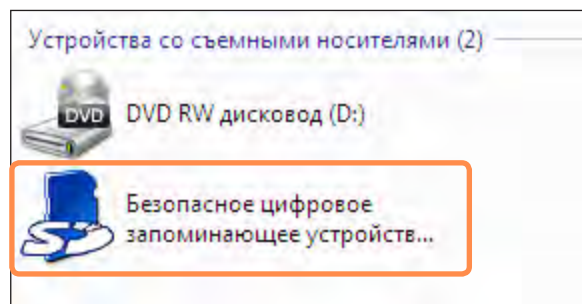 Устройства со съемными носителями (2)
DVD
DVD RW дисковод (D:)
Безопасное цифровое
запоминающее устройств...
SD